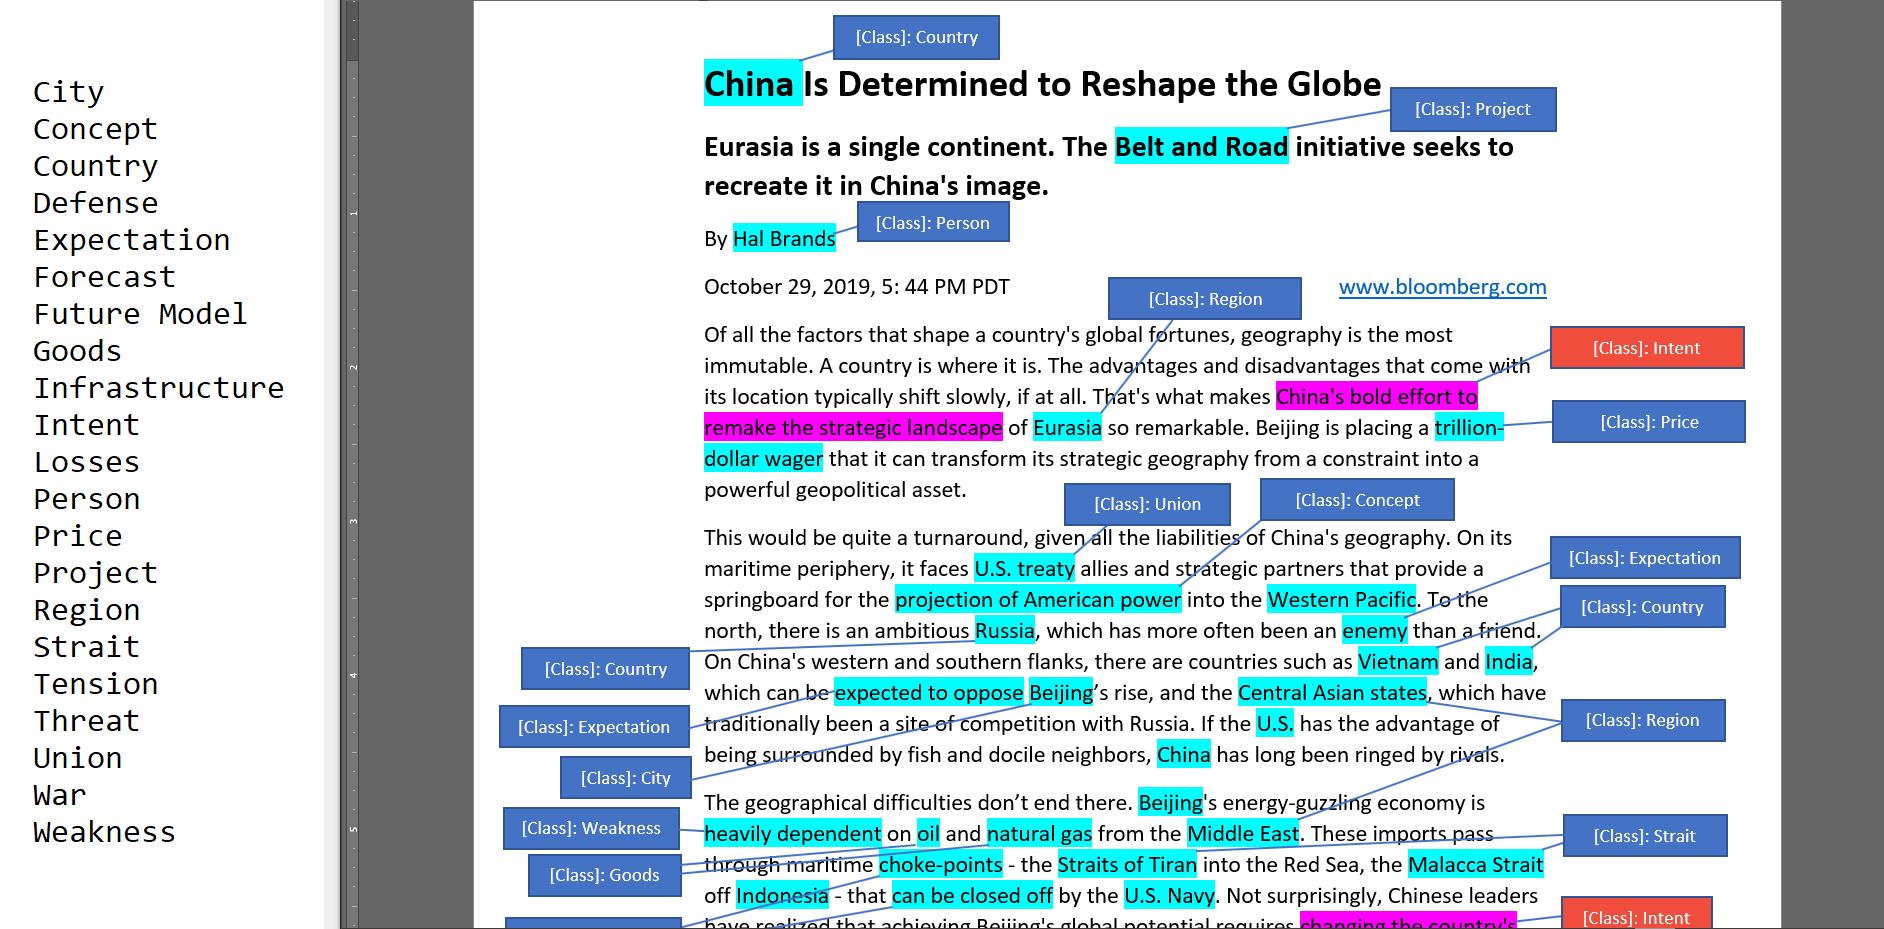 City
Concept
Country
Defense
Expectation
Forecast
Future Model
Goods
Infrastructure
Intent
Losses
Person
Price
Project
Region
Strait
Tension
Threat
Union
War
Weakness
1
2
3
4
5
[Class]: Country
China Is Determined to Reshape the Globe
[Class]: Project
Eurasia is a single continent. The Belt and Road initiative seeks to
recreate it in China's image.
[Class]: Person
By Hal Brands
October 29, 2019, 5: 44 PM PDT
www.bloomberg.com
[Class]: Region
Of all the factors that shape a country's global fortunes, geography is the most
[Class]: Intent
immutable. A country is where it is. The advantages and disadvantages that come with
its location typically shift slowly, if at all. That's what makes China's bold effort to
[Class]: Price
remake the strategic landscape of Eurasia so remarkable. Beijing is placing a trillion-
dollar wager that it can transform its strategic geography from a constraint into a
powerful geopolitical asset.
[Class]: Union
[Class]: Concept
This would be quite a turnaround, given all the liabilities of China's geography. On its
[Class]: Expectation
maritime periphery, it faces U.S. treaty allies and strategic partners that provide a
springboard for the projection of American power into the Western Pacific. To the
[Class]: Country
north, there is an ambitious Russia, which has more often been an enemy than a friend.
[Class]: Country
On China's western and southern flanks, there are countries such as Vietnam and India,
which can be expected to oppose Beijing’s rise, and the Central Asian states, which have
[Class]: Expectation
[Class]: Region
traditionally been a site of competition with Russia. If the U.S. has the advantage of
being surrounded by fish and docile neighbors, China has long been ringed by rivals.
[Class]: City
The geographical difficulties don’t end there. Beijing's energy-guzzling economy is
[Class]: Weakness
heavily dependent on oil and natural gas from the Middle East. These imports pass
[Class]: Strait
through maritime choke-points - the Straits of Tiran into the Red Sea, the Malacca Strait
[Class]: Goods
off Indonesia - that can be closed off by the U.S. Navy. Not surprisingly, Chinese leaders
[Class]: Intent
have realized that achieving Beijing's global potential requires changing the country's